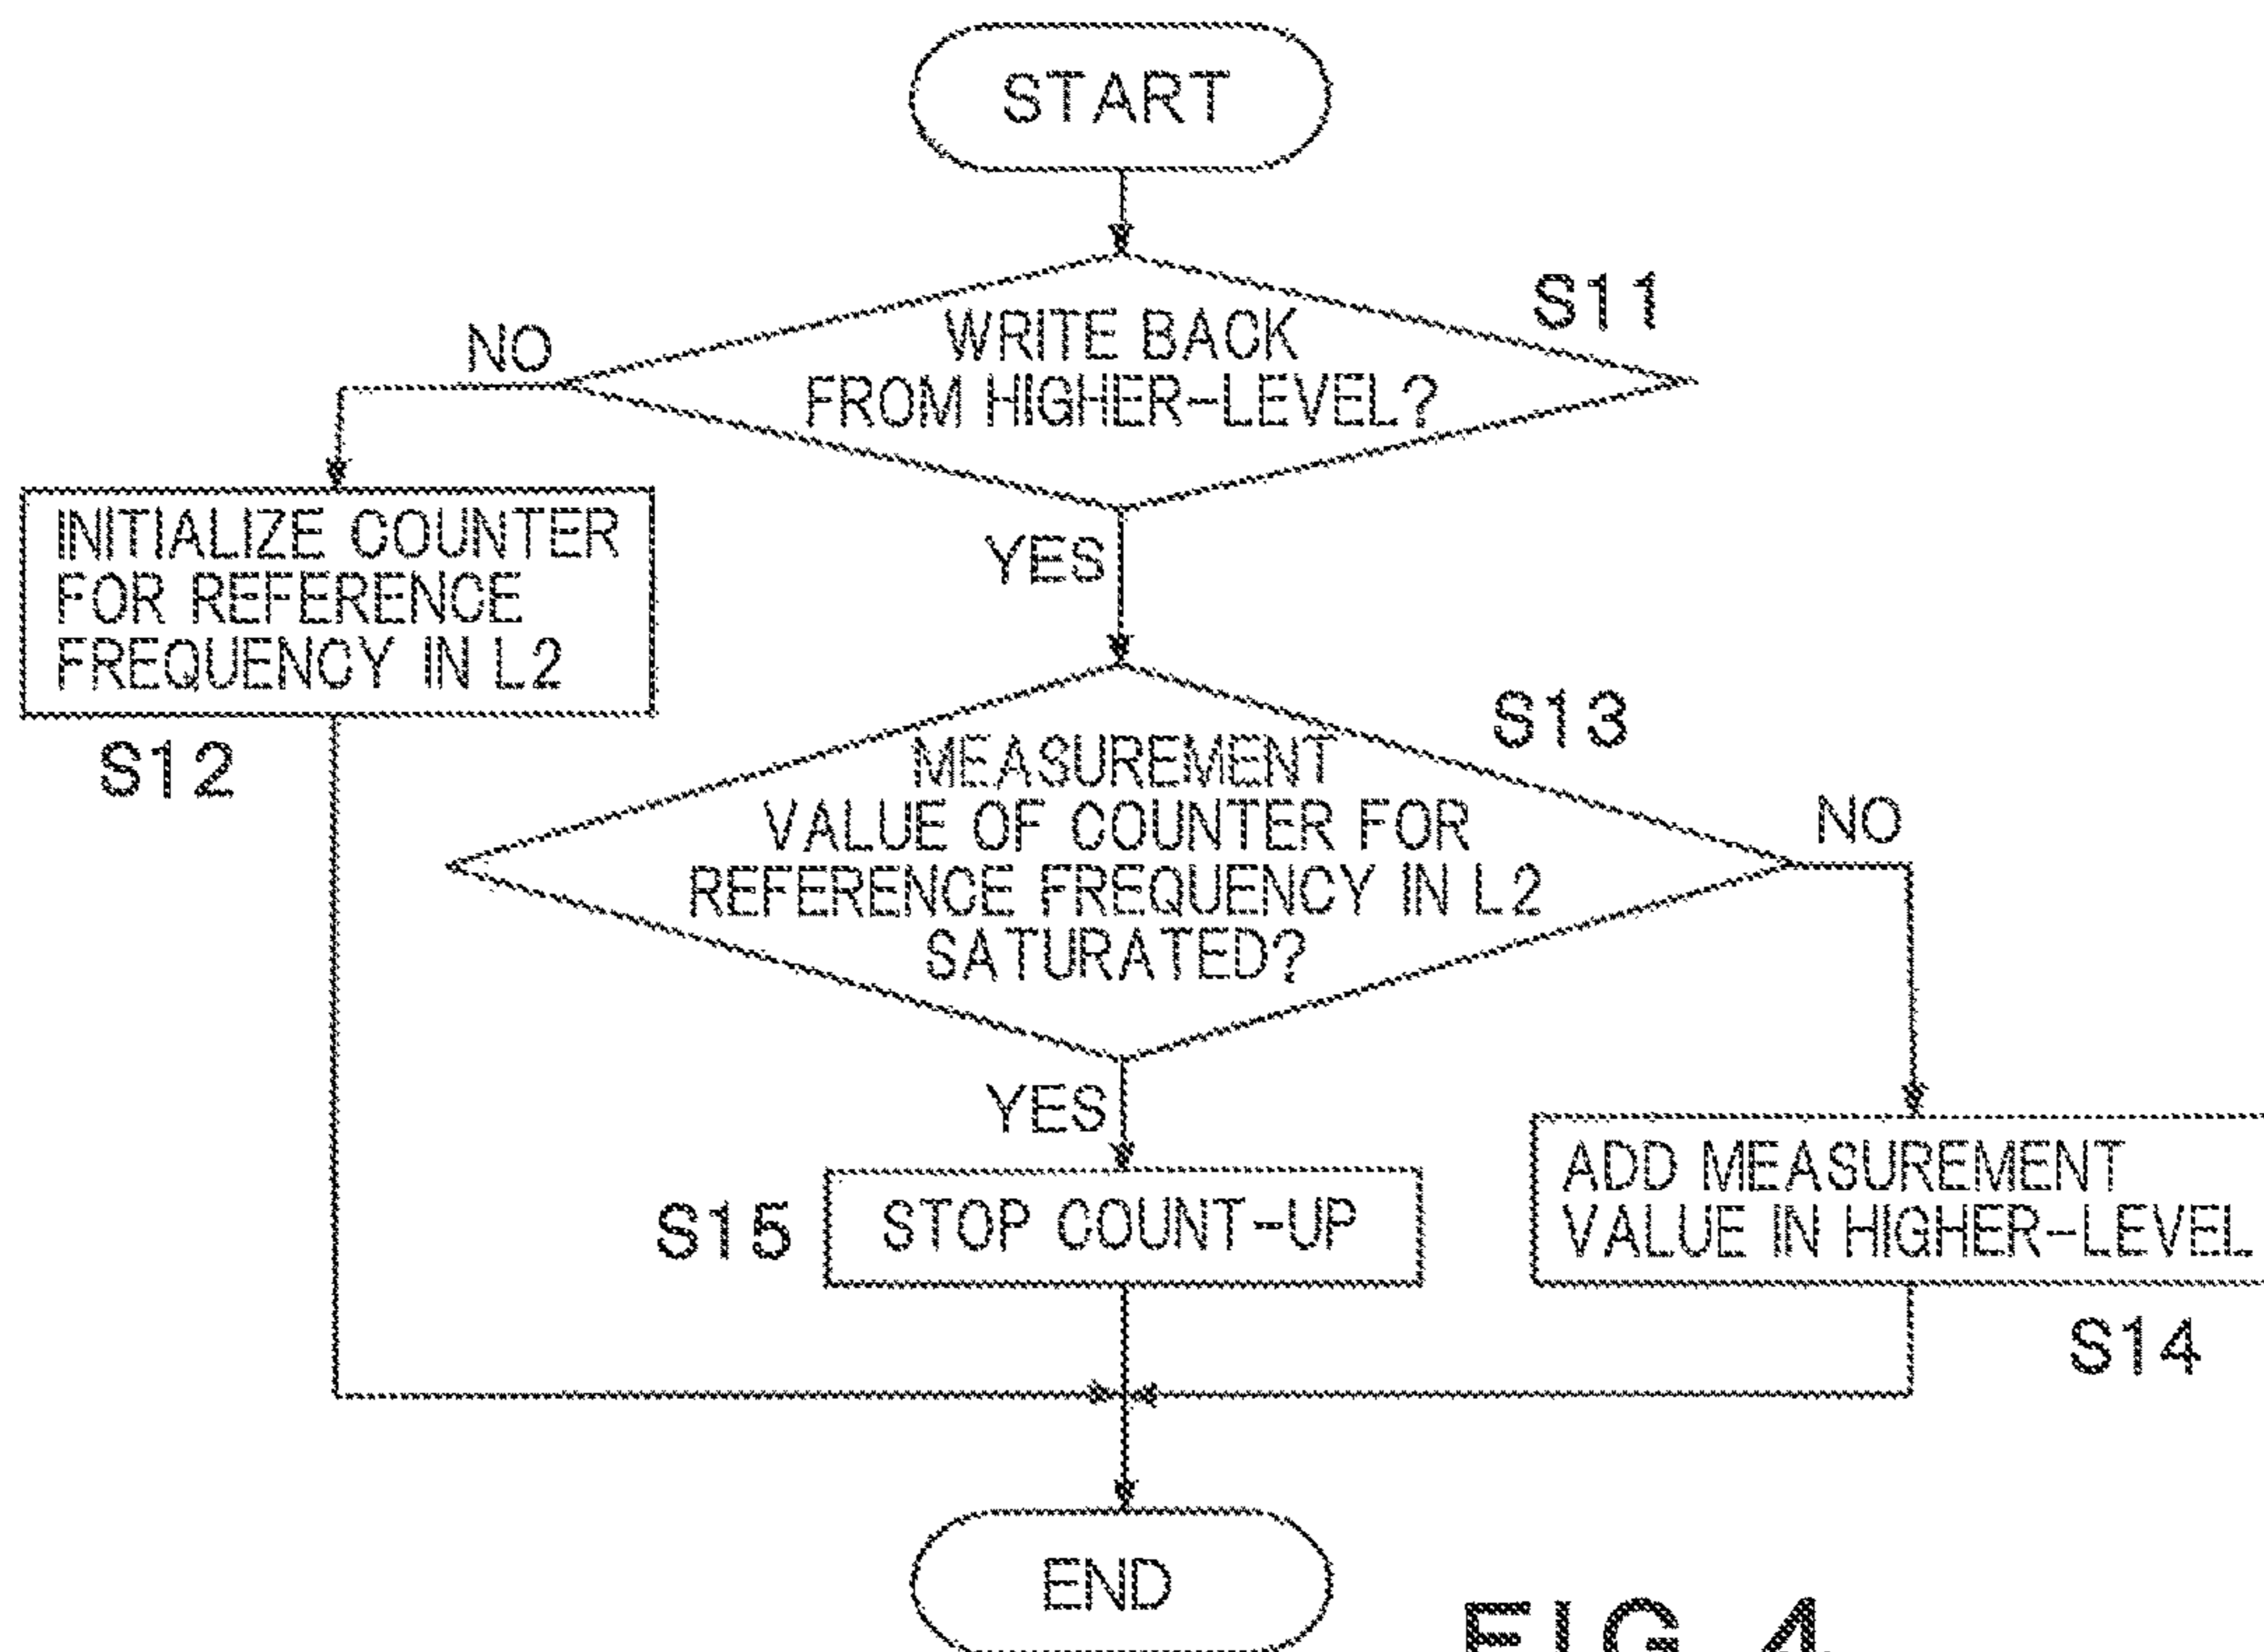 START
S11
WRITE BACK
FROM HIGHER-LEVEL?
NO
YES
INITIALIZE COUNTER
FOR REFERENCE
FREQUENCY IN L2
S12
S13
MEASUREMENT
VALUE OF COUNTER FOR
REFERENCE FREQUENCY IN L2
SATURATED?
NO
YES
S15
STOP COUNT-UP
ADD MEASUREMENT
VALUE IN HIGHER-LEVEL
S14
END
FIG.4